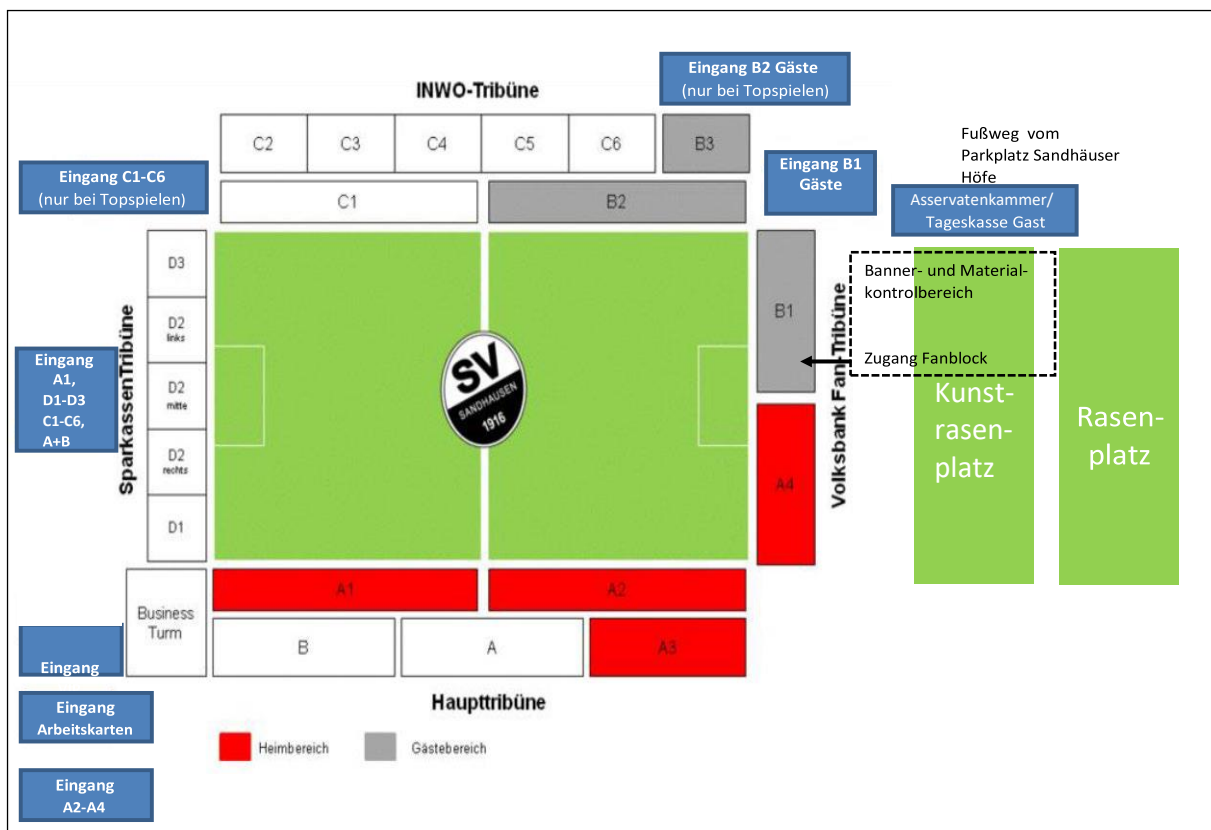 Eingang B2 Gäste
(nur bei Topspielen)
INWO-Tribüne
C2
C3
C4
C5
C6
B3
Eingang B1
Gäste
Fußweg vom
Parkplatz Sandhäuser
Höfe
Eingang C1-C6
(nur bei Topspielen)
C1
B2
Asservatenkammer/
Tageskasse Gast
SparkassenTribüne
D3
D2
links
D2
mitte
D2
rechts
D1
Eingang
A1,
D1-D3
C1-C6,
A+B
SV
SANDHAUSEN
1916
B1
A4
Volksbank Fan-Tribüne
Banner- und Material-
kontrolbereich
Zugang Fanblock
Kunst-
rasen-
platz
Rasen-
platz
Business
Turm
A1
A2
B
A
A3
Haupttribüne
Eingang
Eingang
Arbeitskarten
Eingang
A2-A4
Heimbereich
Gästebereich